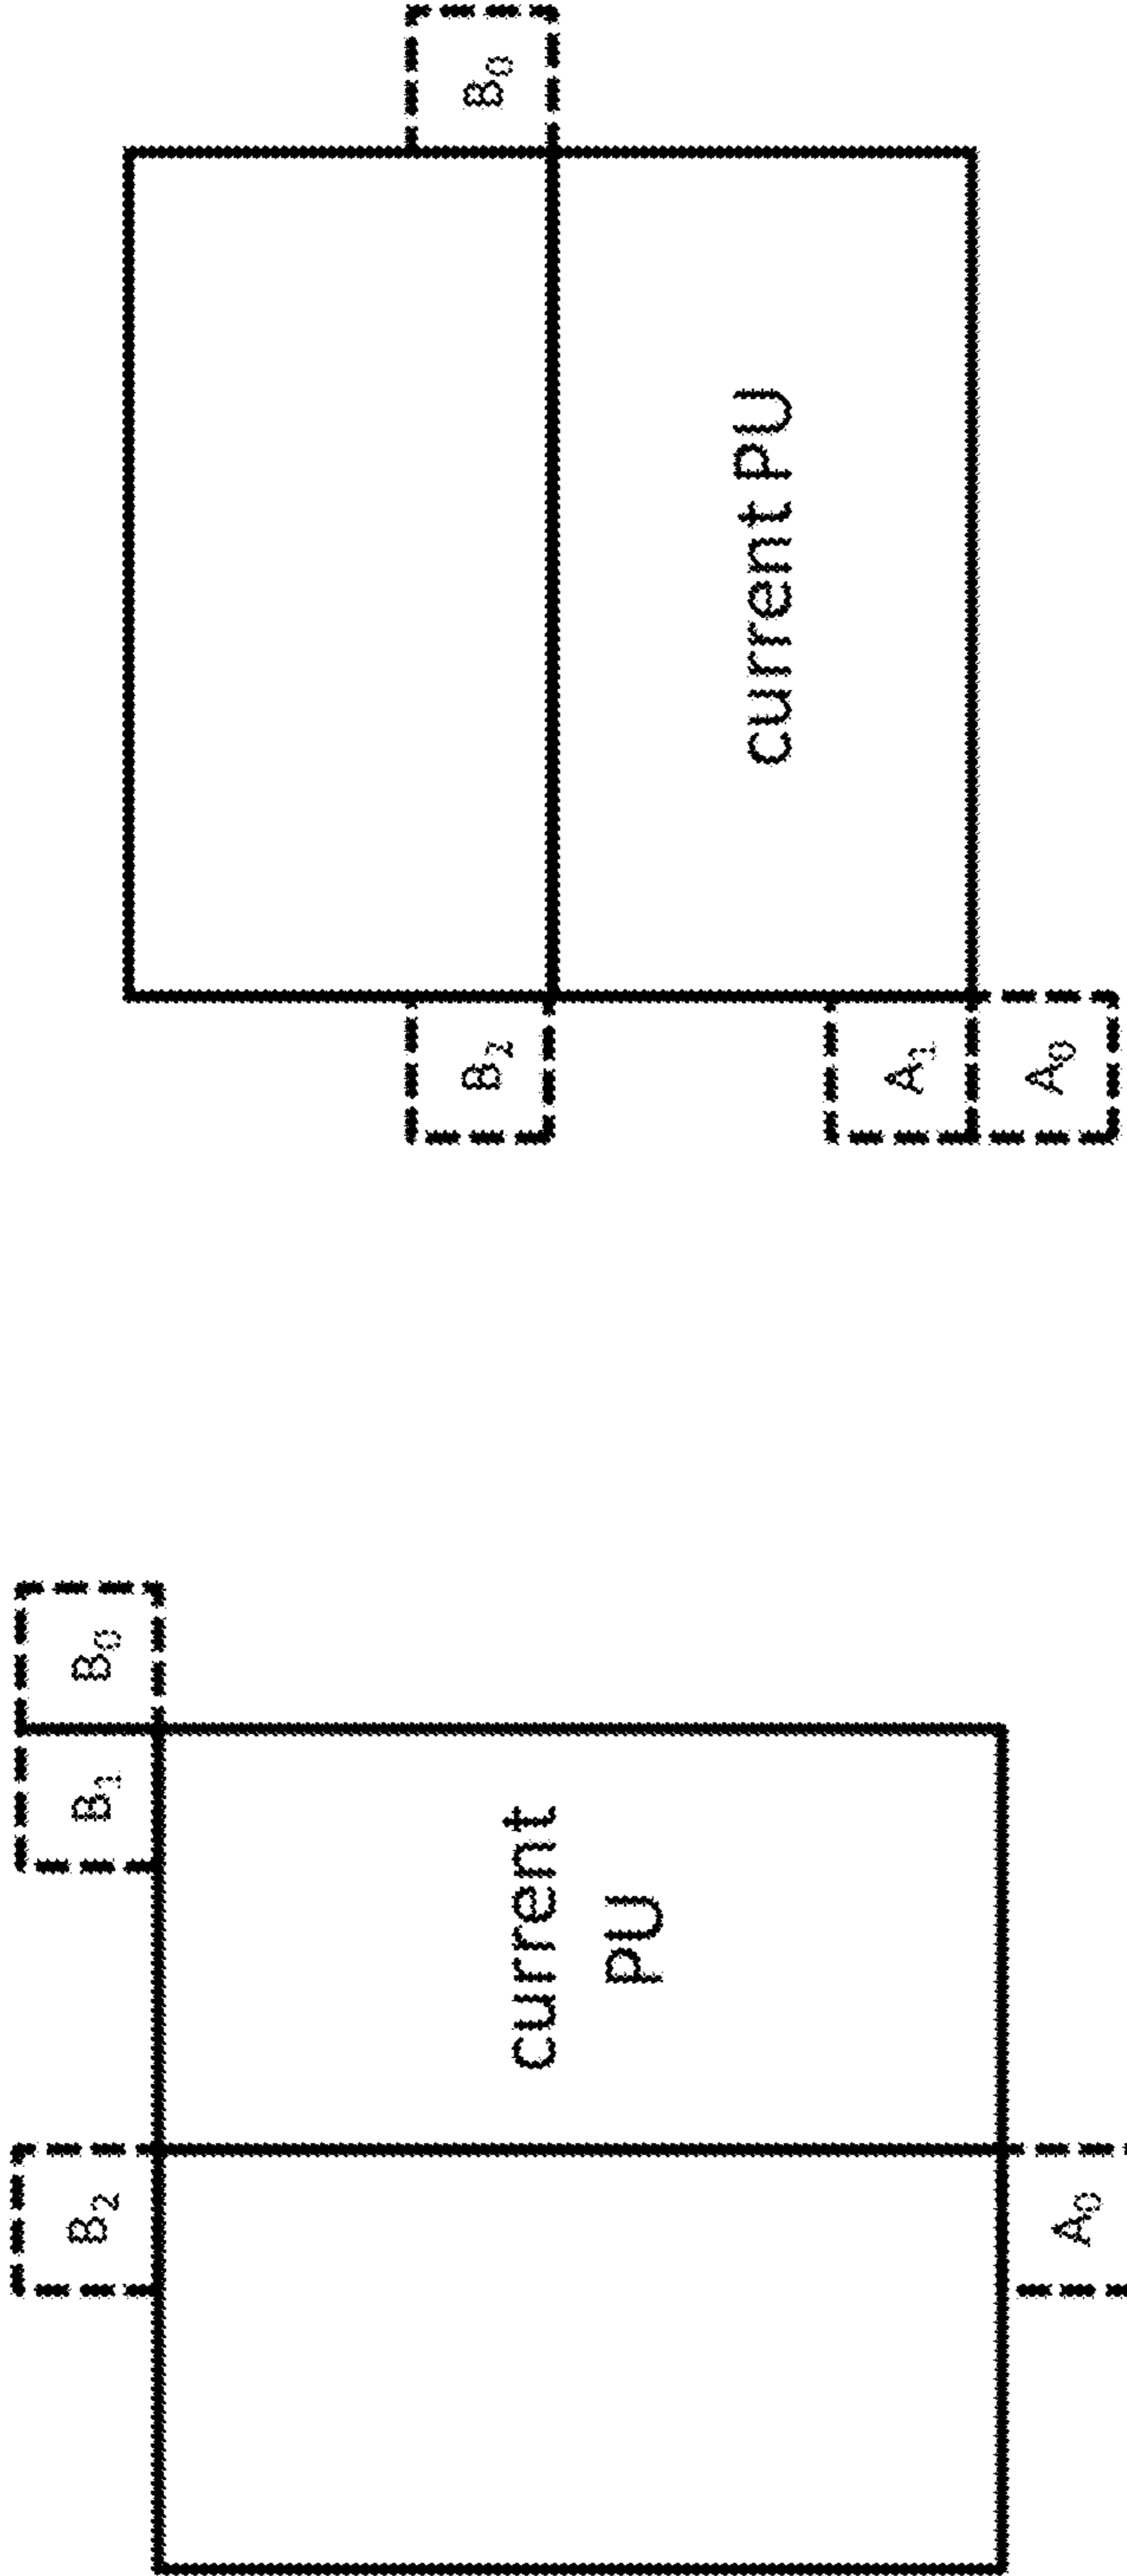 B₂
B₁
B₀
current
PU
A₀
B₂
B₀
current PU
A₁
A₀